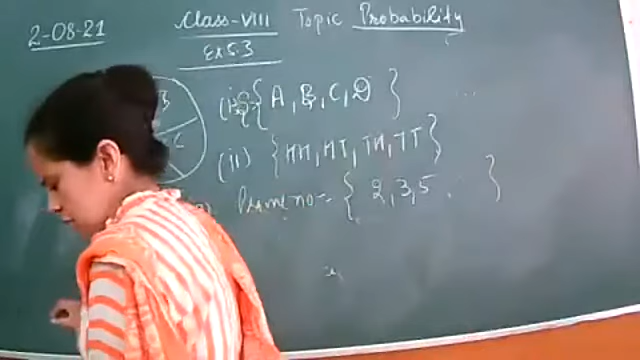 2-08-21 Class-VIII Topic Probability
Ex 5.3
B
(i) S = {A, B, C, D}
C
(ii) {HH, HT, TH, TT}
Prime no = {2, 3, 5 }